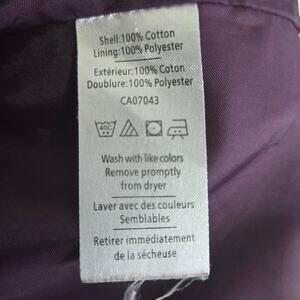 Shell:100% Cotton
Lining:100% Polyester
Extérieur:100% Coton
Doublure:100% Polyester
CA07043
40C
Wash with like colors
Remove promptly
from dryer
Laver avec des couleurs
Semblables
Retirer immédiatement
de la sécheuse